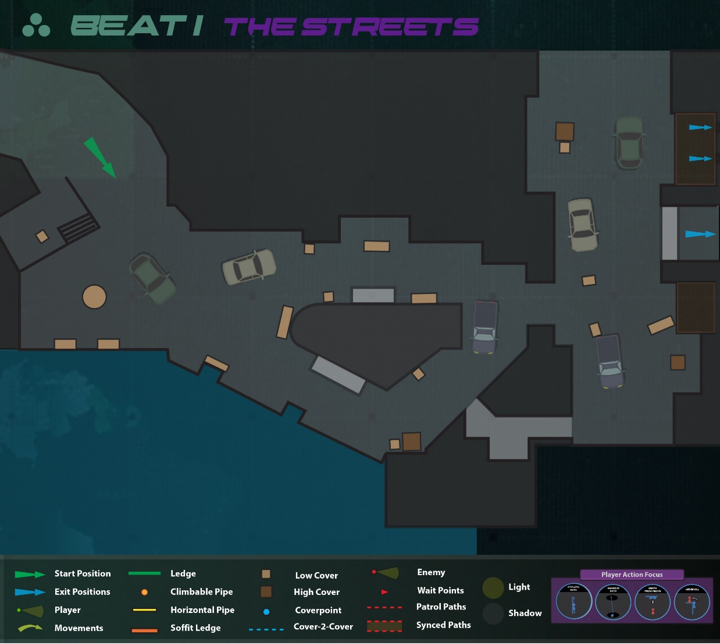 BEAT I THE STREETS
Start Position
Exit Positions
Player
Movements
Ledge
Climbable Pipe
Horizontal Pipe
Soffit Ledge
Low Cover
High Cover
Coverpoint
Cover-2-Cover
Enemy
Wait Points
Patrol Paths
Synced Paths
Light
Shadow
Player Action Focus